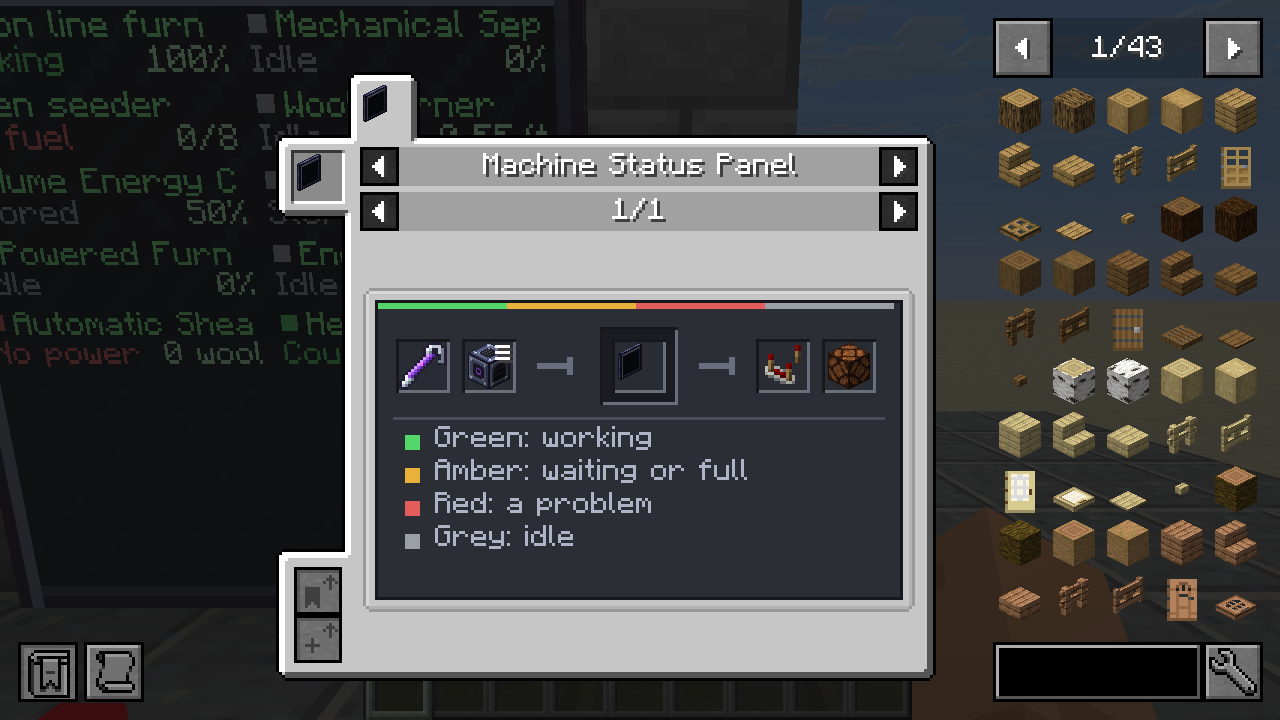 on line furn
Mechanical Sep
king 100% Idle 0%
en seeder
fuel 0/8
lume Energy C
ored 50%
Powered Furn
dle 0% Idle
Automatic Shea
No power 0 wool
Machine Status Panel
1/1
Green: working
Amber: waiting or full
Red: a problem
Grey: idle
1/43